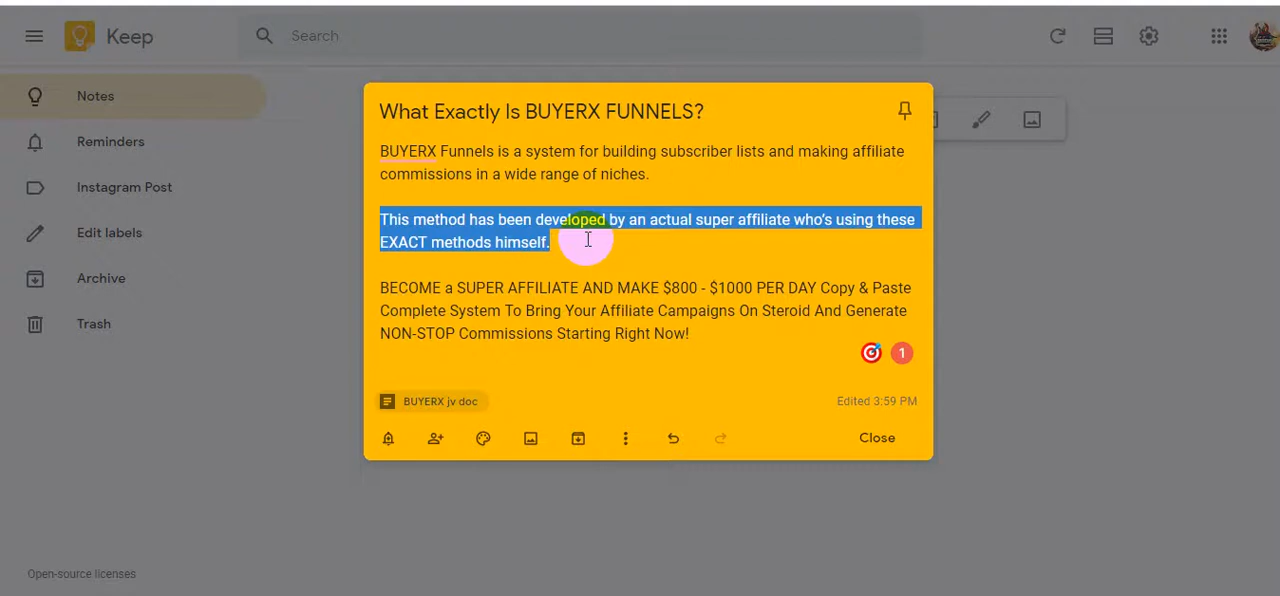 Keep
Search
Notes
Reminders
Instagram Post
Edit labels
Archive
Trash
What Exactly Is BUYERX FUNNELS?
BUYERX Funnels is a system for building subscriber lists and making affiliate
commissions in a wide range of niches.
This method has been developed by an actual super affiliate who's using these
EXACT methods himself.
BECOME a SUPER AFFILIATE AND MAKE $800 - $1000 PER DAY Copy & Paste
Complete System To Bring Your Affiliate Campaigns On Steroid And Generate
NON-STOP Commissions Starting Right Now!
1
BUYERX jv doc
Edited 3:59 PM
Close
Open-source licenses